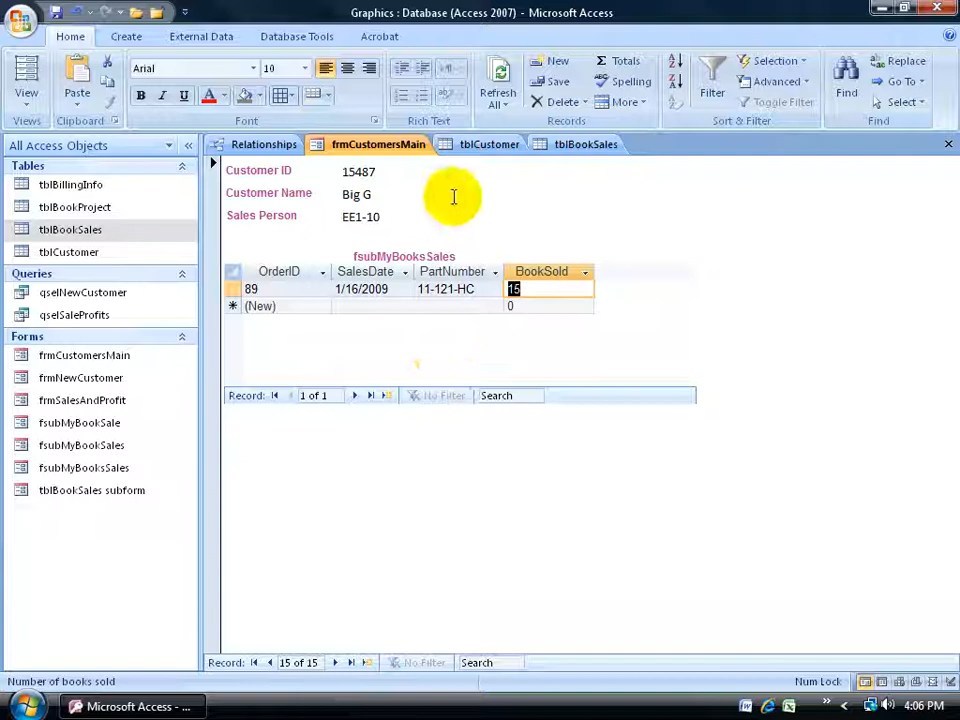 Graphics : Database (Access 2007) - Microsoft Access
Home Create External Data Database Tools Acrobat
View
Views
Paste
Clipboard
Arial 10
B I U A
Font
Rich Text
Refresh All
New
Save
Delete
Totals
Spelling
More
Records
Filter
Selection
Advanced
Toggle Filter
Sort & Filter
Find
Replace
Go To
Select
Find
All Access Objects
Tables
tblBillingInfo
tblBookProject
tblBookSales
tblCustomer
Queries
qselNewCustomer
qselSaleProfits
Forms
frmCustomersMain
frmNewCustomer
frmSalesAndProfit
fsubMyBookSale
fsubMyBookSales
fsubMyBooksSales
tblBookSales subform
Relationships frmCustomersMain tblCustomer tblBookSales
Customer ID 15487
Customer Name Big G
Sales Person EE1-10
fsubMyBooksSales
OrderID SalesDate PartNumber BookSold
89 1/16/2009 11-121-HC 15
(New) 0
Record: 1 of 1 No Filter Search
Record: 15 of 15 No Filter Search
Number of books sold Num Lock
Microsoft Access - ... 4:06 PM